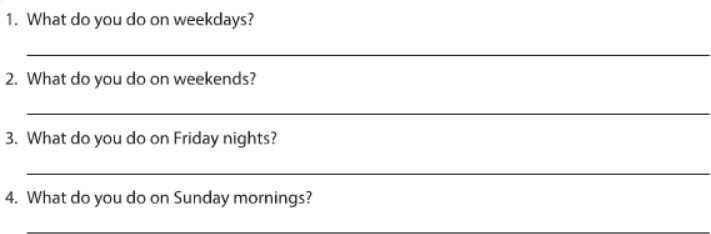 1. What do you do on weekdays?
2. What do you do on weekends?
3. What do you do on Friday nights?
4. What do you do on Sunday mornings?